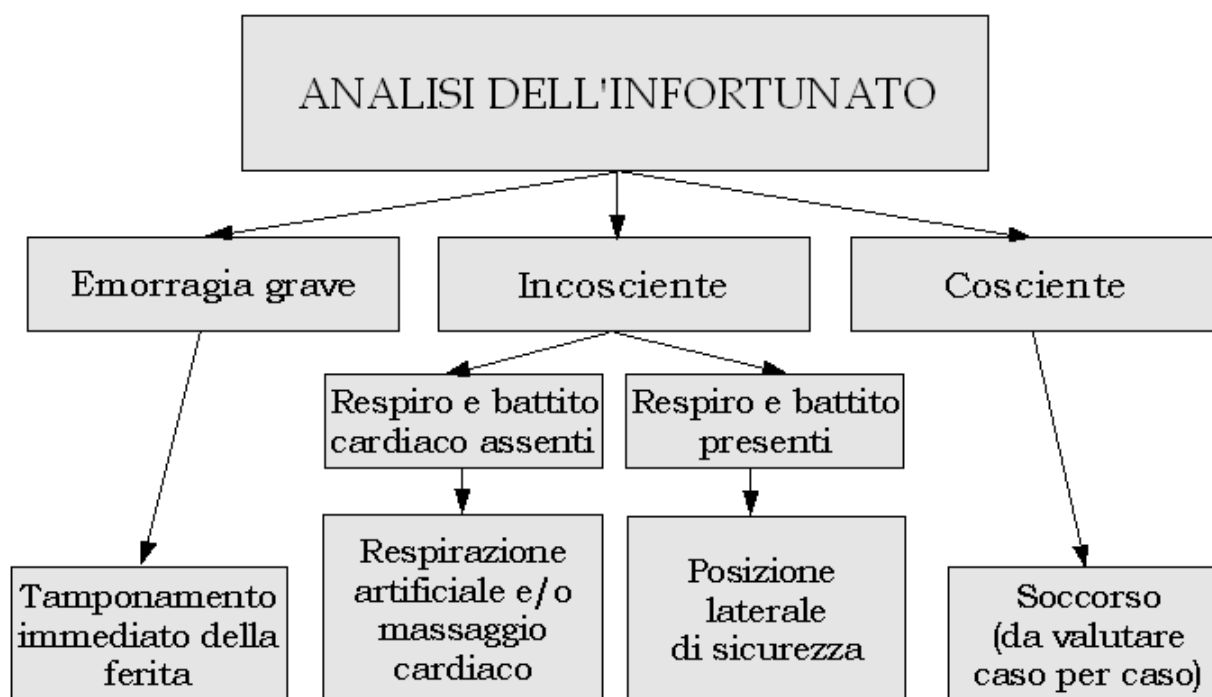 ANALISI DELL'INFORTUNATO
Emorragia grave
Incosciente
Cosciente
Respiro e battito
cardiaco assenti
Respiro e battito
presenti
Tamponamento
immediato della
ferita
Respirazione
artificiale e/o
massaggio
cardiaco
Posizione
laterale
di sicurezza
Soccorso
(da valutare
caso per caso)